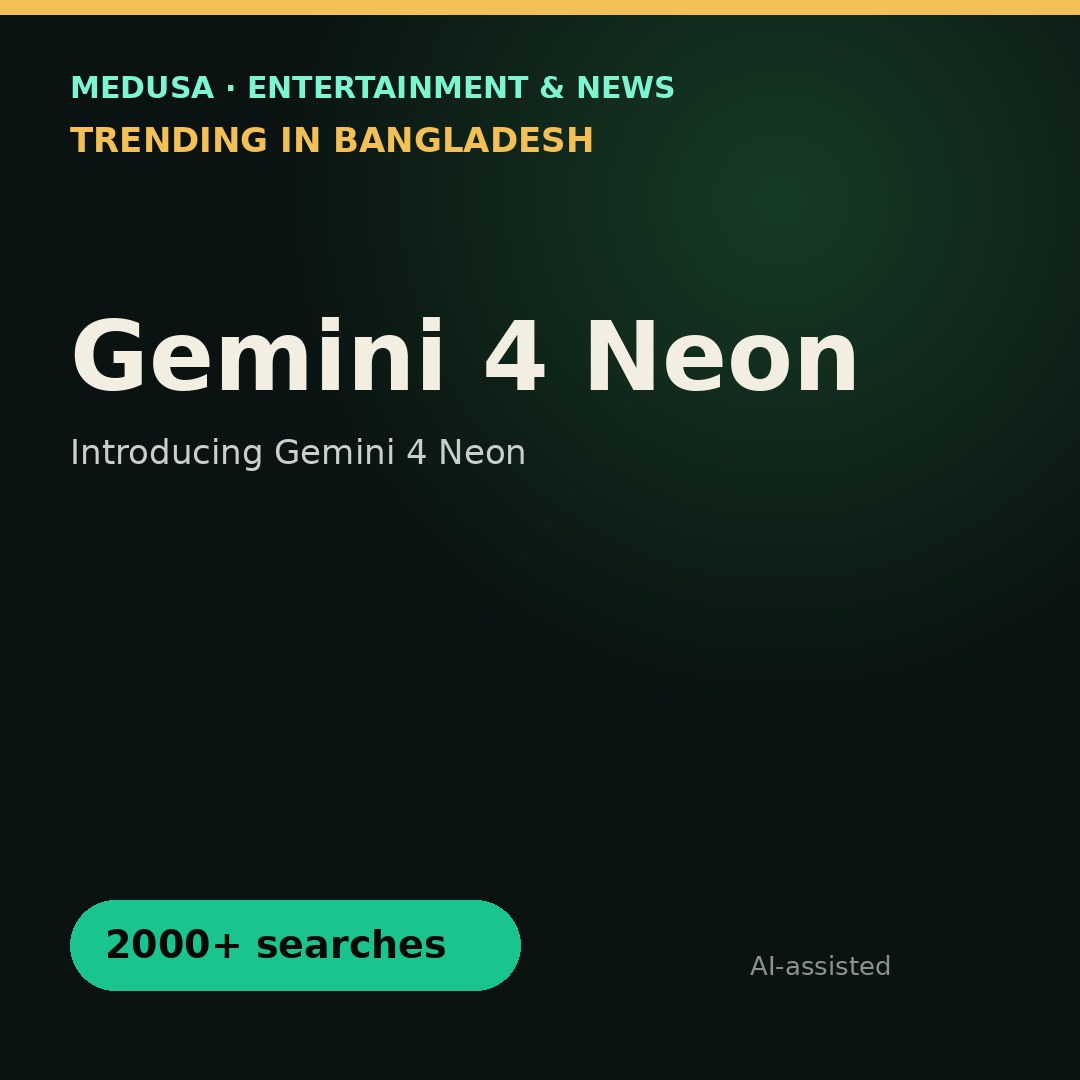 MEDUSA · ENTERTAINMENT & NEWS
TRENDING IN BANGLADESH
Gemini 4 Neon
Introducing Gemini 4 Neon
2000+ searches
AI-assisted